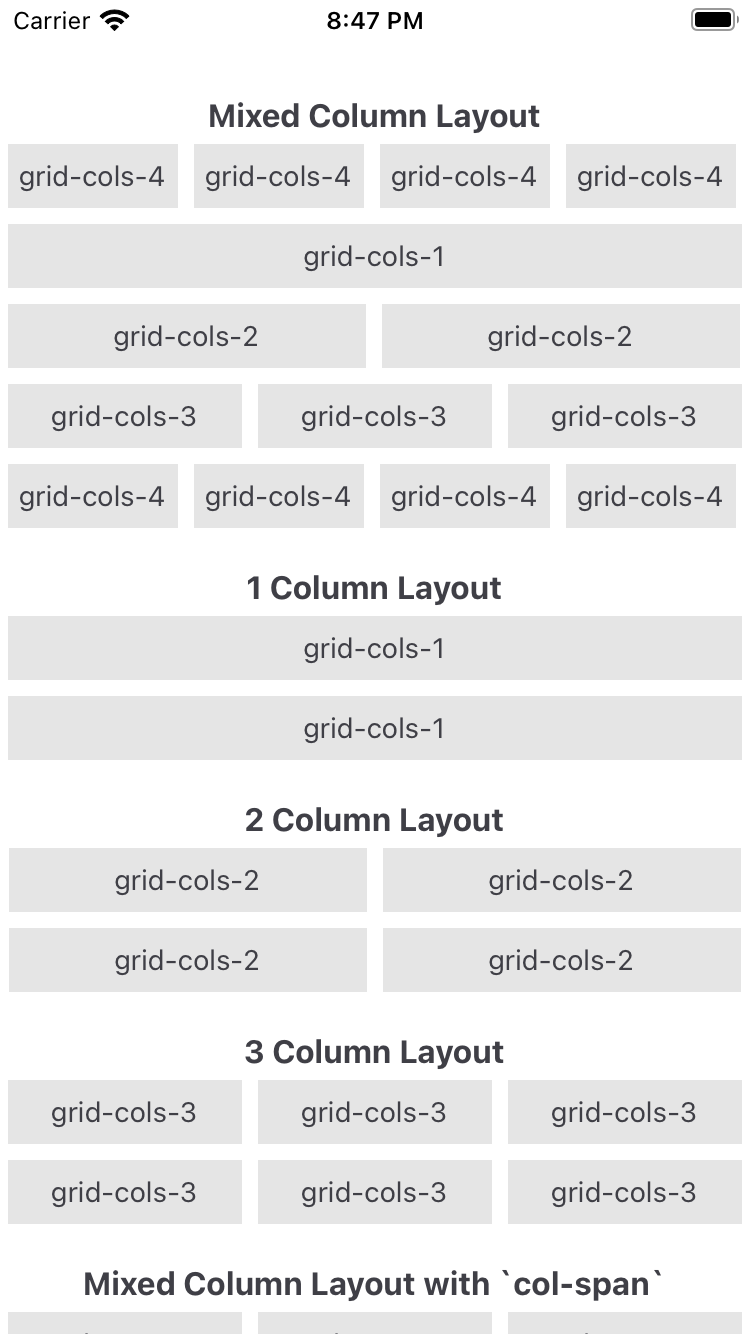 Carrier 8:47 PM
Mixed Column Layout
grid-cols-4 grid-cols-4 grid-cols-4 grid-cols-4
grid-cols-1
grid-cols-2 grid-cols-2
grid-cols-3 grid-cols-3 grid-cols-3
grid-cols-4 grid-cols-4 grid-cols-4 grid-cols-4
1 Column Layout
grid-cols-1
grid-cols-1
2 Column Layout
grid-cols-2 grid-cols-2
grid-cols-2 grid-cols-2
3 Column Layout
grid-cols-3 grid-cols-3 grid-cols-3
grid-cols-3 grid-cols-3 grid-cols-3
Mixed Column Layout with `col-span`